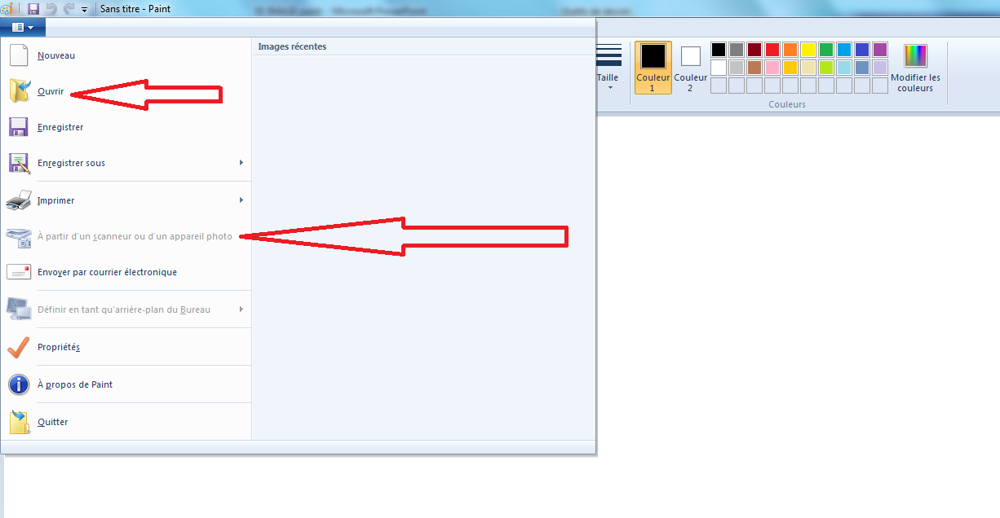 Sans titre - Paint
Nouveau
Ouvrir
Enregistrer
Enregistrer sous
Imprimer
À partir d'un scanneur ou d'un appareil photo
Envoyer par courrier électronique
Définir en tant qu'arrière-plan du Bureau
Propriétés
À propos de Paint
Quitter
Images récentes
Taille
Couleur
1
Couleur
2
Modifier les
couleurs
Couleurs